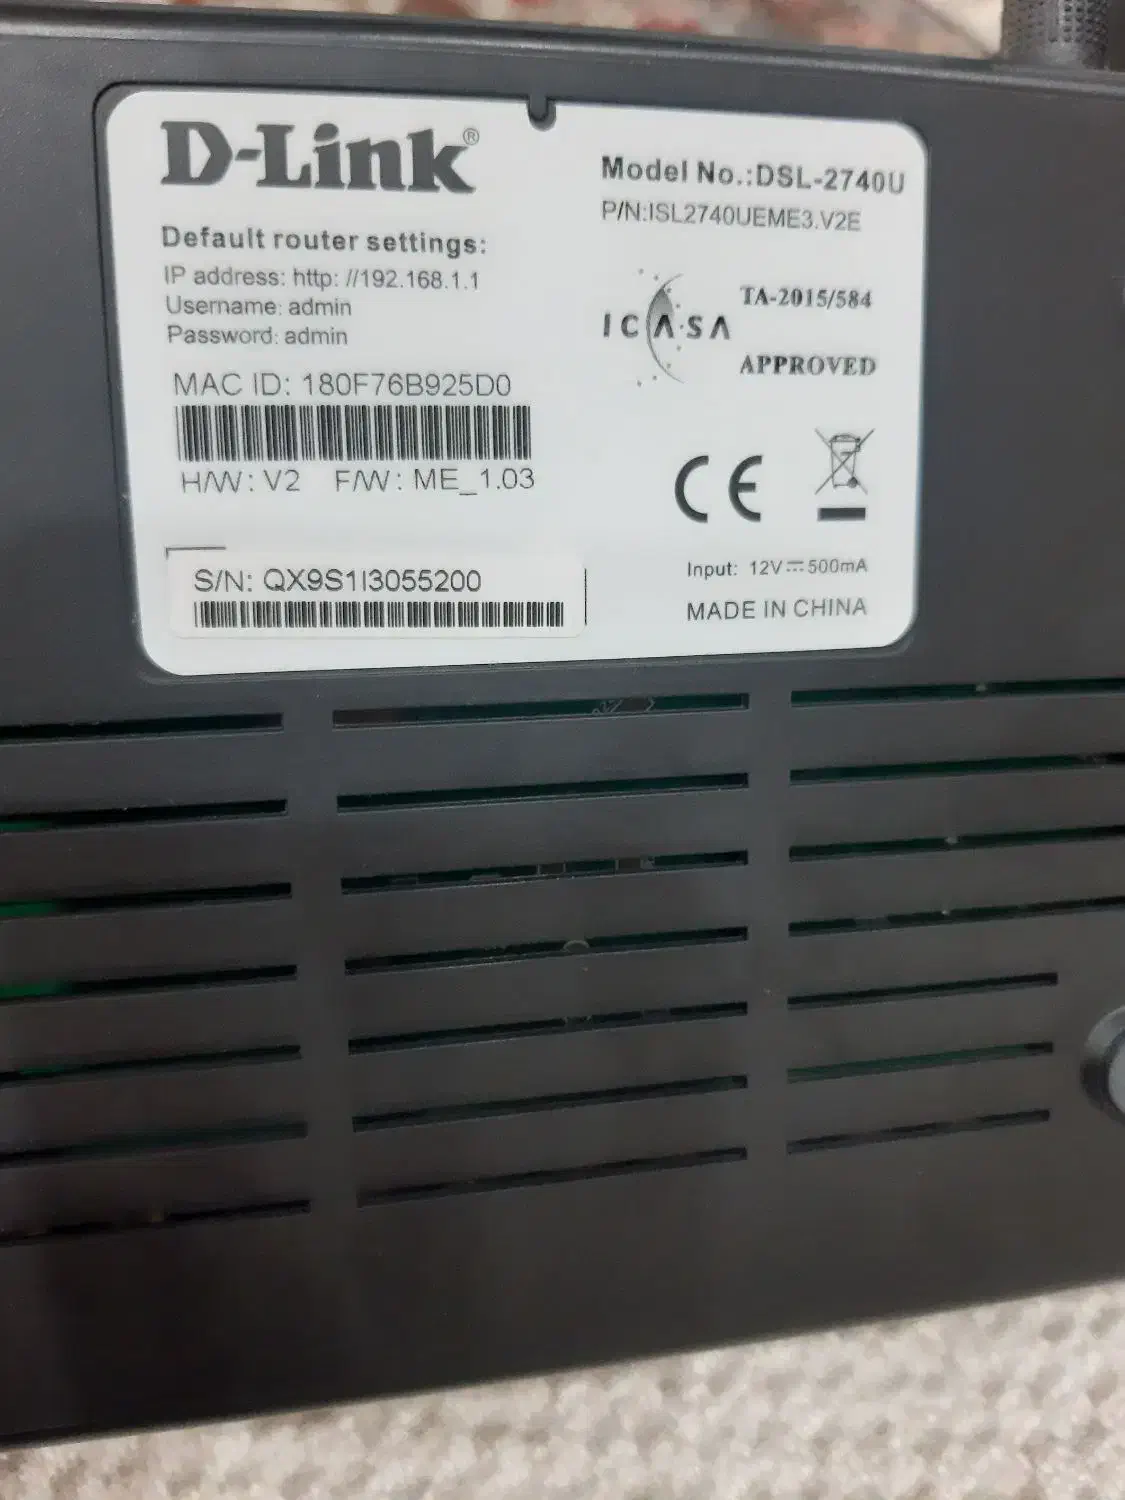 D-Link®
Default router settings:
IP address: http: //192.168.1.1
Username: admin
Password: admin
MAC ID: 180F76B925D0
H/W: V2 F/W: ME_1.03
S/N: QX9S1I3055200
Model No.:DSL-2740U
P/N:ISL2740UEME3.V2E
ICASA
TA-2015/584
APPROVED
CE
Input: 12V⎓500mA
MADE IN CHINA